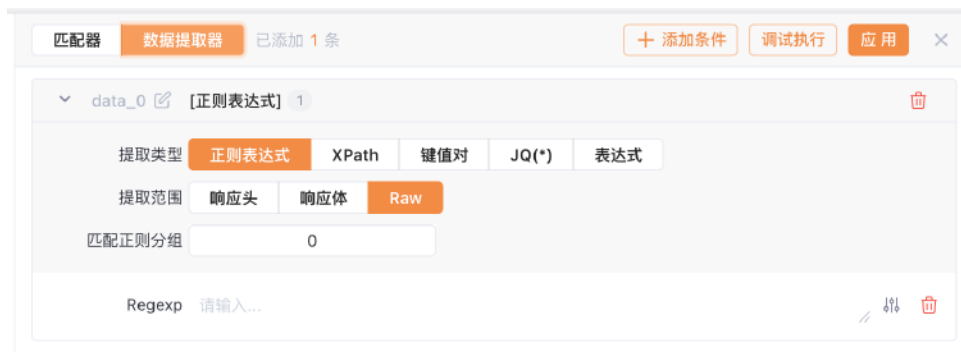 匹配器 数据提取器 已添加 1 条 + 添加条件 调试执行 应用 ×
data_0 [正则表达式] 1
提取类型 正则表达式 XPath 键值对 JQ(*) 表达式
提取范围 响应头 响应体 Raw
匹配正则分组 0
Regexp 请输入...